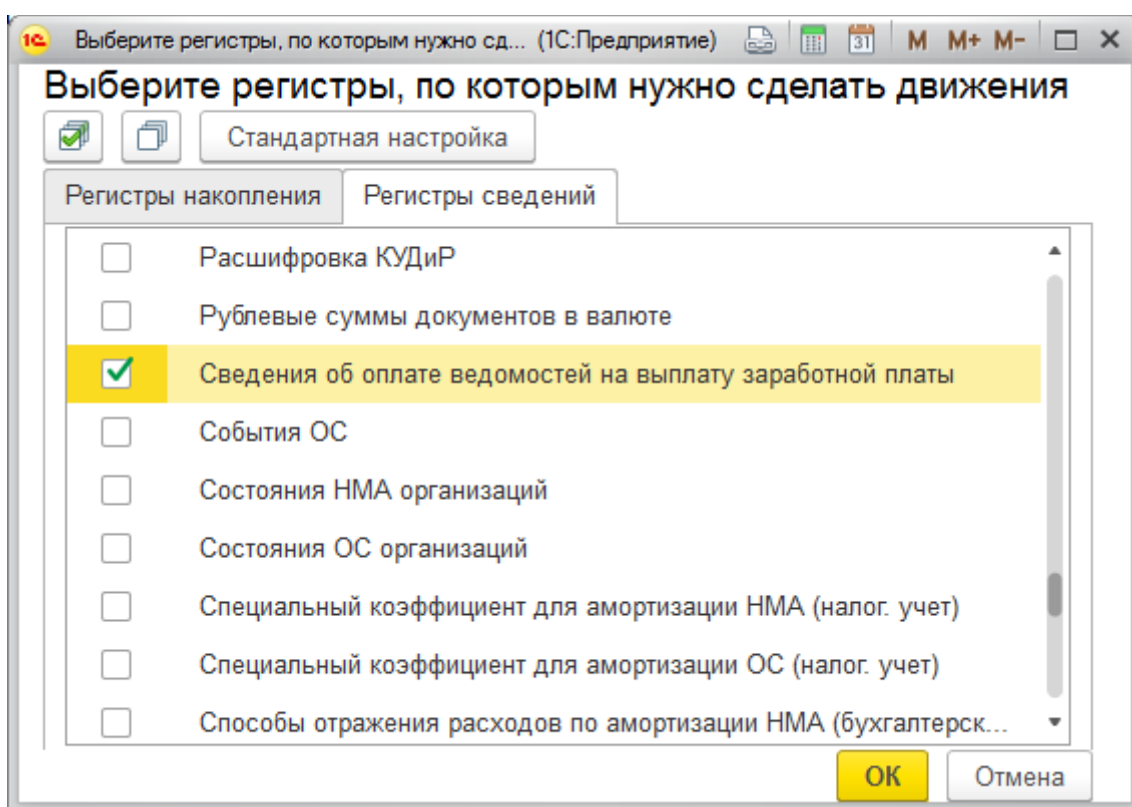 1С Выберите регистры, по которым нужно сд... (1С:Предприятие) 31 M M+ M-
Выберите регистры, по которым нужно сделать движения
Стандартная настройка
Регистры накопления Регистры сведений
Расшифровка КУДиР
Рублевые суммы документов в валюте
Сведения об оплате ведомостей на выплату заработной платы
События ОС
Состояния НМА организаций
Состояния ОС организаций
Специальный коэффициент для амортизации НМА (налог. учет)
Специальный коэффициент для амортизации ОС (налог. учет)
Способы отражения расходов по амортизации НМА (бухгалтерск...
ОК Отмена